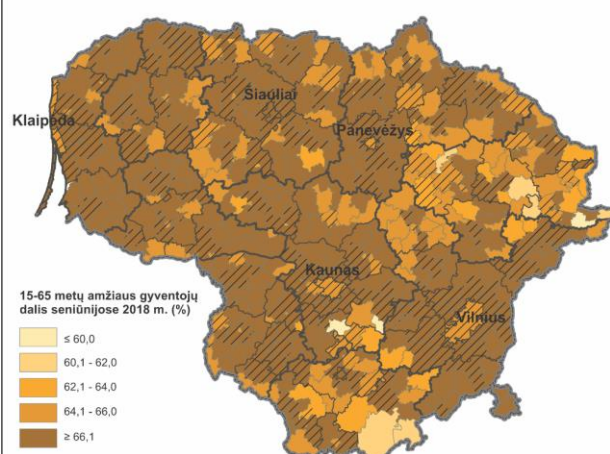 Šiauliai
Klaipėda
Panevėžys
Kaunas
Vilnius
15-65 metų amžiaus gyventojų
dalis seniūnijose 2018 m. (%)
≤ 60,0
60,1 - 62,0
62,1 - 64,0
64,1 - 66,0
≥ 66,1